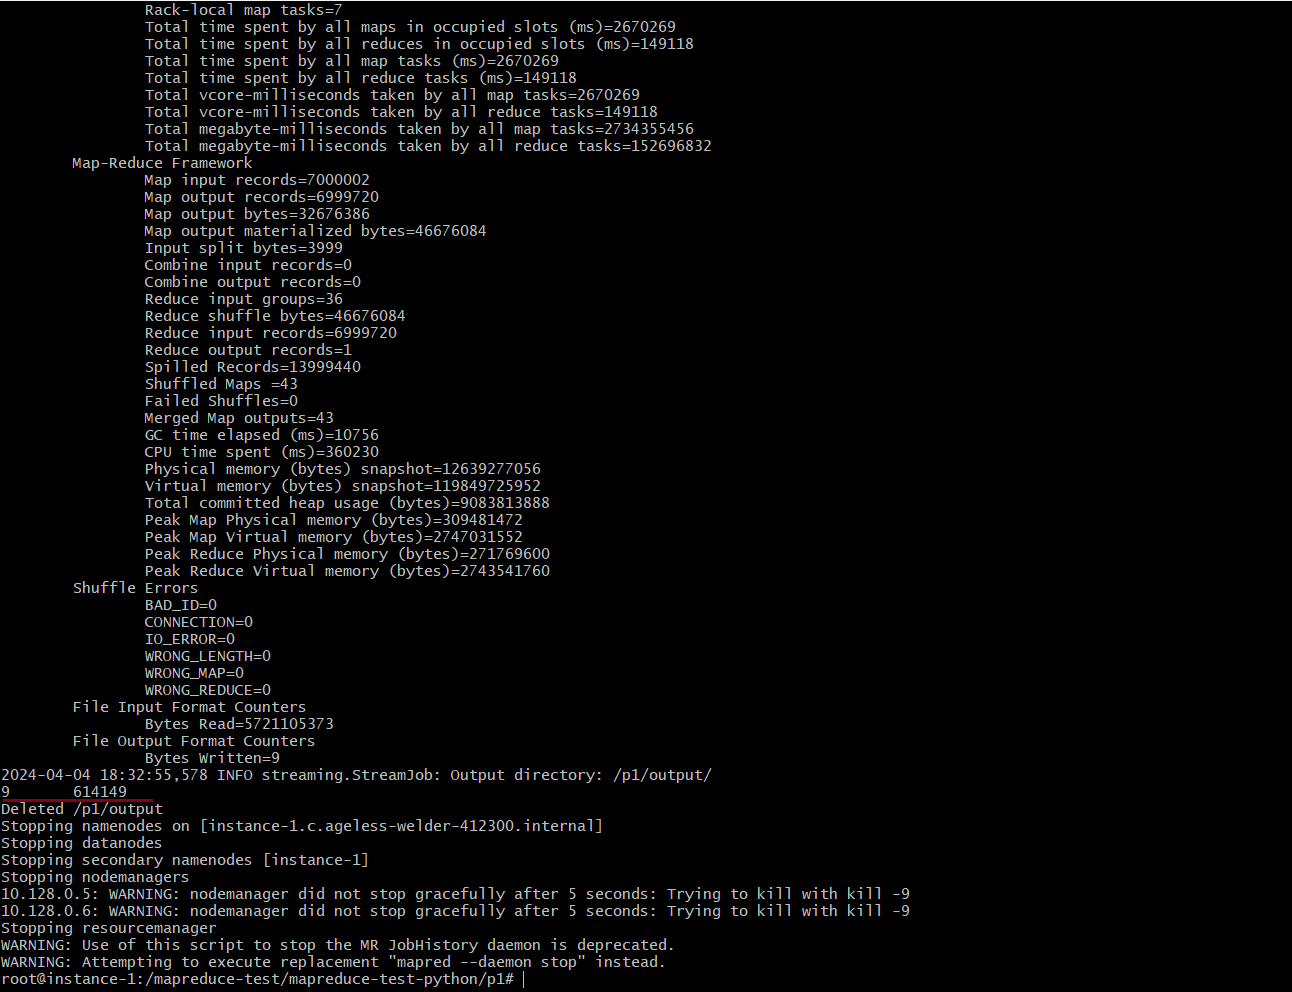 Rack-local map tasks=7
Total time spent by all maps in occupied slots (ms)=2670269
Total time spent by all reduces in occupied slots (ms)=149118
Total time spent by all map tasks (ms)=2670269
Total time spent by all reduce tasks (ms)=149118
Total vcore-milliseconds taken by all map tasks=2670269
Total vcore-milliseconds taken by all reduce tasks=149118
Total megabyte-milliseconds taken by all map tasks=2734355456
Total megabyte-milliseconds taken by all reduce tasks=152696832
Map-Reduce Framework
Map input records=7000002
Map output records=6999720
Map output bytes=32676386
Map output materialized bytes=46676084
Input split bytes=3999
Combine input records=0
Combine output records=0
Reduce input groups=36
Reduce shuffle bytes=46676084
Reduce input records=6999720
Reduce output records=1
Spilled Records=13999440
Shuffled Maps =43
Failed Shuffles=0
Merged Map outputs=43
GC time elapsed (ms)=10756
CPU time spent (ms)=360230
Physical memory (bytes) snapshot=12639277056
Virtual memory (bytes) snapshot=119849725952
Total committed heap usage (bytes)=9083813888
Peak Map Physical memory (bytes)=309481472
Peak Map Virtual memory (bytes)=2747031552
Peak Reduce Physical memory (bytes)=271769600
Peak Reduce Virtual memory (bytes)=2743541760
Shuffle Errors
BAD_ID=0
CONNECTION=0
IO_ERROR=0
WRONG_LENGTH=0
WRONG_MAP=0
WRONG_REDUCE=0
File Input Format Counters
Bytes Read=5721105373
File Output Format Counters
Bytes Written=9
2024-04-04 18:32:55,578 INFO streaming.StreamJob: Output directory: /p1/output/
9 614149
Deleted /p1/output
Stopping namenodes on [instance-1.c.ageless-welder-412300.internal]
Stopping datanodes
Stopping secondary namenodes [instance-1]
Stopping nodemanagers
10.128.0.5: WARNING: nodemanager did not stop gracefully after 5 seconds: Trying to kill with kill -9
10.128.0.6: WARNING: nodemanager did not stop gracefully after 5 seconds: Trying to kill with kill -9
Stopping resourcemanager
WARNING: Use of this script to stop the MR JobHistory daemon is deprecated.
WARNING: Attempting to execute replacement "mapred --daemon stop" instead.
root@instance-1:/mapreduce-test/mapreduce-test-python/p1#